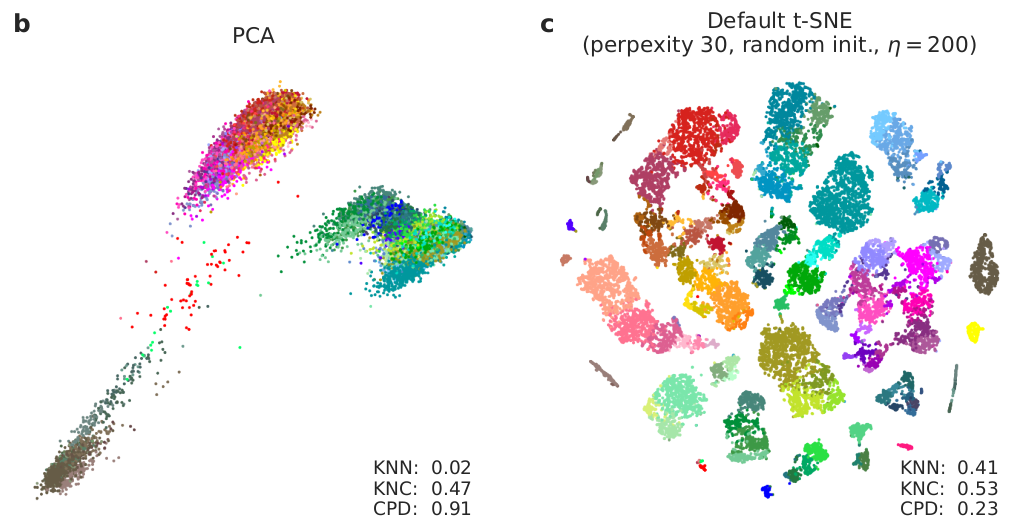 b
PCA
KNN: 0.02
KNC: 0.47
CPD: 0.91
c
Default t-SNE
(perpexity 30, random init., η = 200)
KNN: 0.41
KNC: 0.53
CPD: 0.23